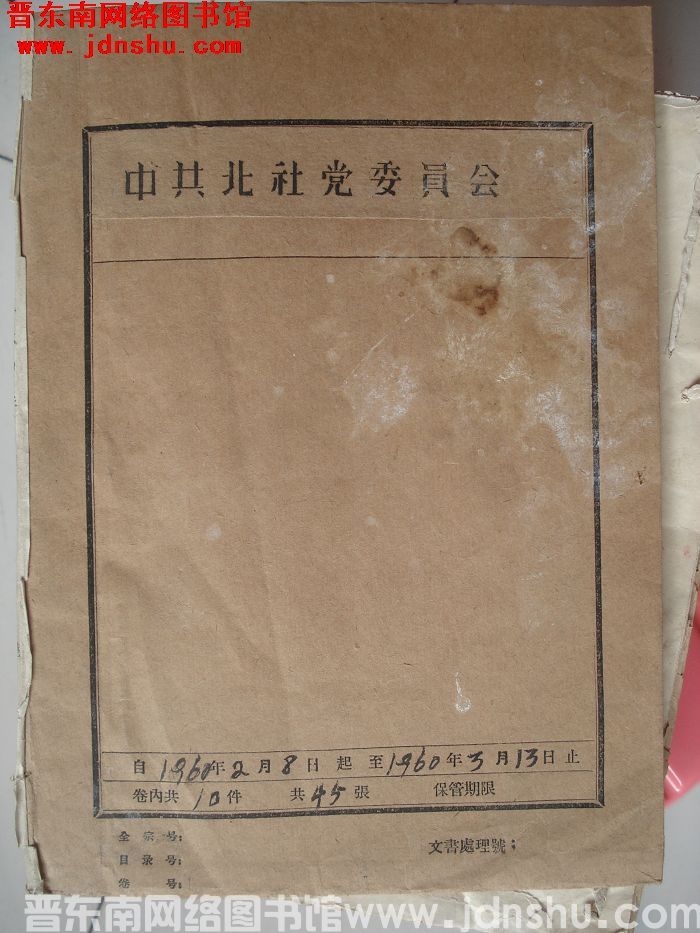 晋东南网络图书馆
www.jdnshu.com
中共北社党委員会
自1960年2月8日起至1960年3月13日止
卷內共10件 共45張 保管期限
全宗号:
目录号: 文書處理號:
卷号:
晋东南网络图书馆www.jdnshu.com